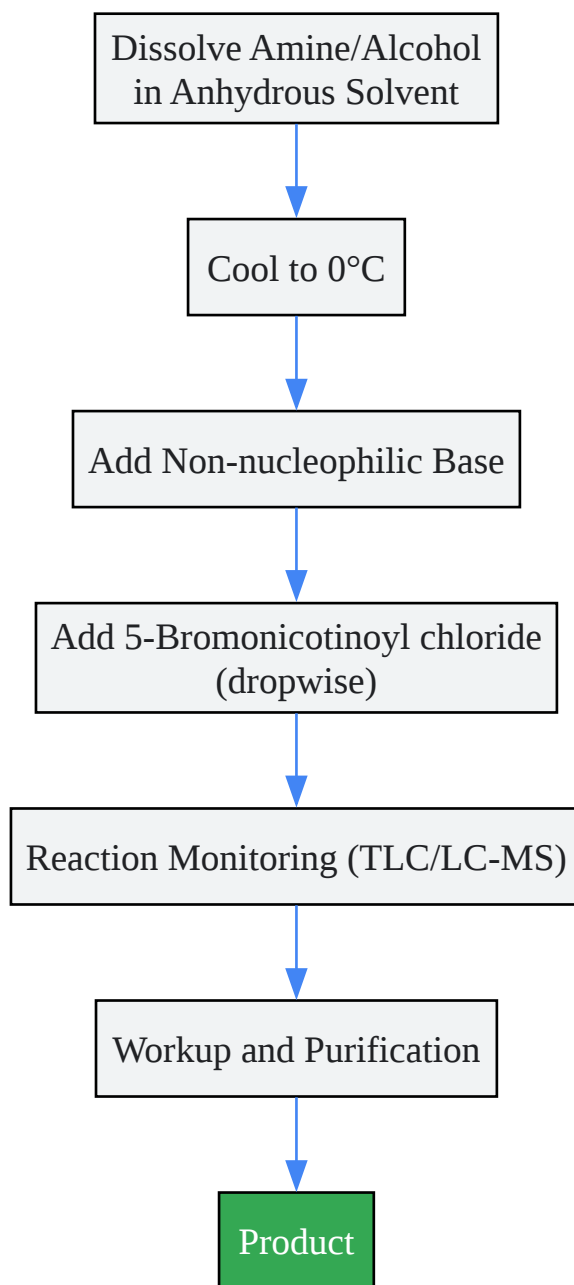 Dissolve Amine/Alcohol
in Anhydrous Solvent
Cool to 0°C
Add Non-nucleophilic Base
Add 5-Bromonicotinoyl chloride
(dropwise)
Reaction Monitoring (TLC/LC-MS)
Workup and Purification
Product